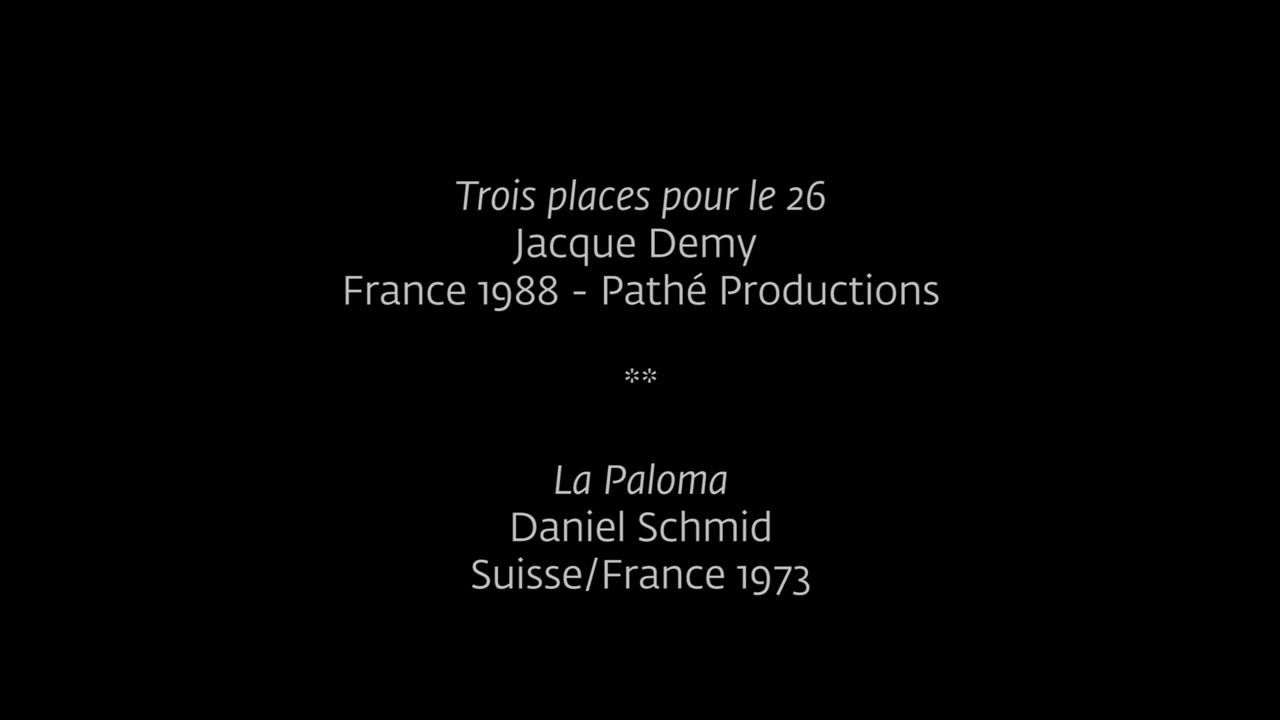 Trois places pour le 26
Jacque Demy
France 1988 - Pathé Productions
**
La Paloma
Daniel Schmid
Suisse/France 1973